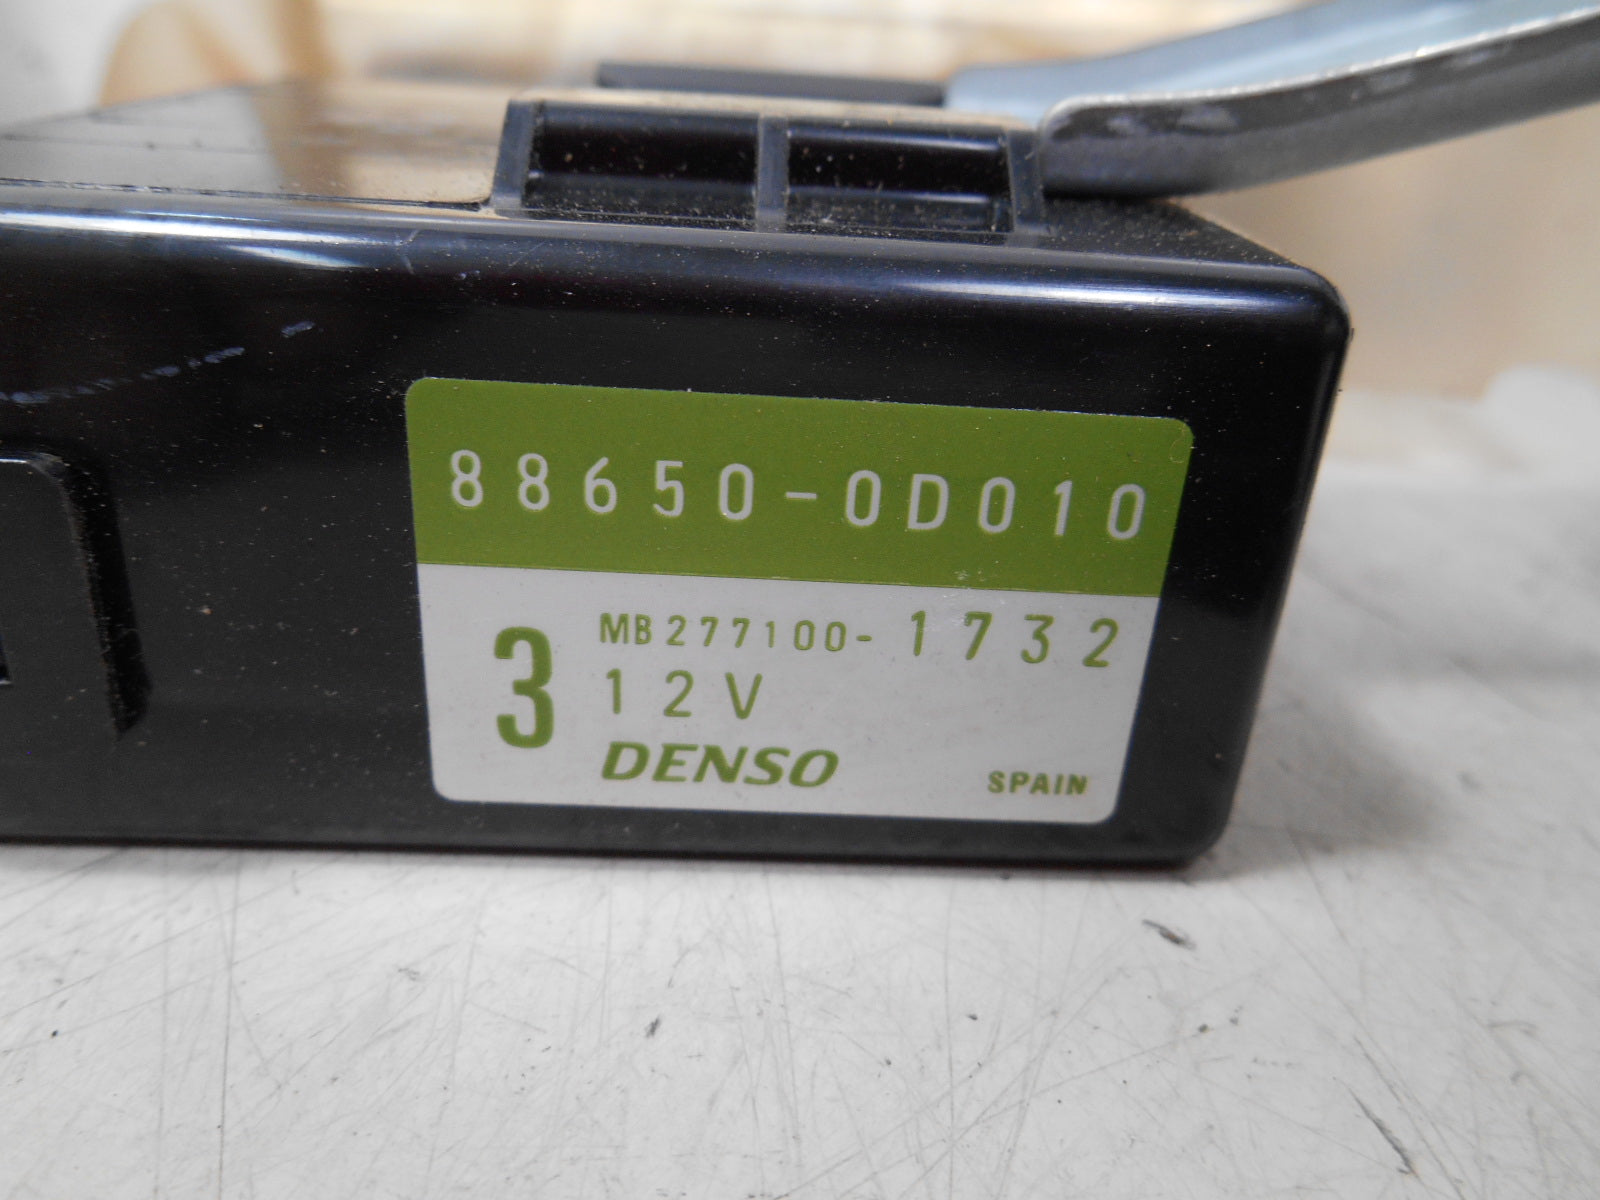 88650-0D010
3 MB277100-1732
12V
DENSO SPAIN